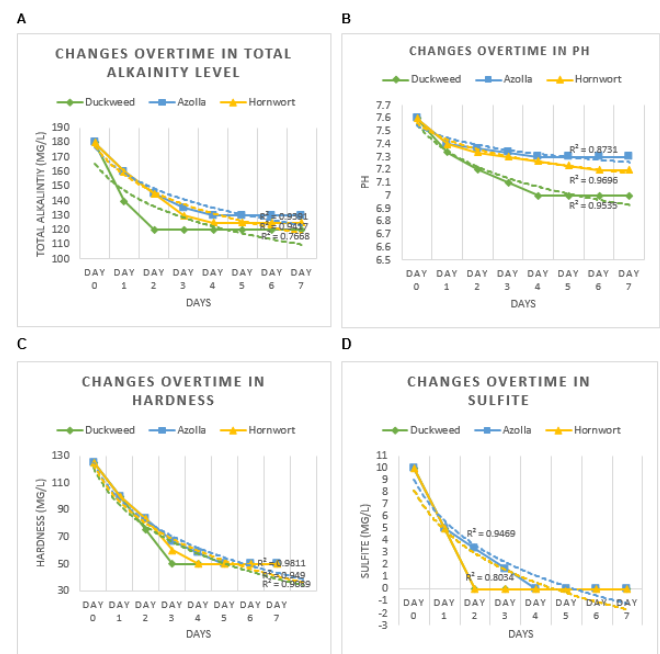 A
CHANGES OVERTIME IN TOTAL
ALKAINITY LEVEL
Duckweed Azolla Hornwort
TOTAL ALKALINTIY (MG/L)
190
180
170
160
150
140
130
120
110
100
R² = 0.9417
R² = 0.7668
DAY 0 DAY 1 DAY 2 DAY 3 DAY 4 DAY 5 DAY 6 DAY 7
DAYS
B
CHANGES OVERTIME IN PH
Duckweed Azolla Hornwort
PH
7.7
7.6
7.5
7.4
7.3
7.2
7.1
7
6.9
6.8
6.7
6.6
6.5
R² = 0.8731
R² = 0.9696
R² = 0.9535
DAY 0 DAY 1 DAY 2 DAY 3 DAY 4 DAY 5 DAY 6 DAY 7
DAYS
C
CHANGES OVERTIME IN
HARDNESS
Duckweed Azolla Hornwort
HARDNESS (MG/L)
130
110
90
70
50
30
R² = 0.9811
DAY 0 DAY 1 DAY 2 DAY 3 DAY 4 DAY 5 DAY 6 DAY 7
DAYS
D
CHANGES OVERTIME IN
SULFITE
Duckweed Azolla Hornwort
SULFITE (MG/L)
11
10
9
8
7
6
5
4
3
2
1
0
-1
-2
-3
R² = 0.9469
R² = 0.8034
DAY 0 DAY 1 DAY 2 DAY 3 DAY 4 DAY 5 DAY 6 DAY 7
DAYS